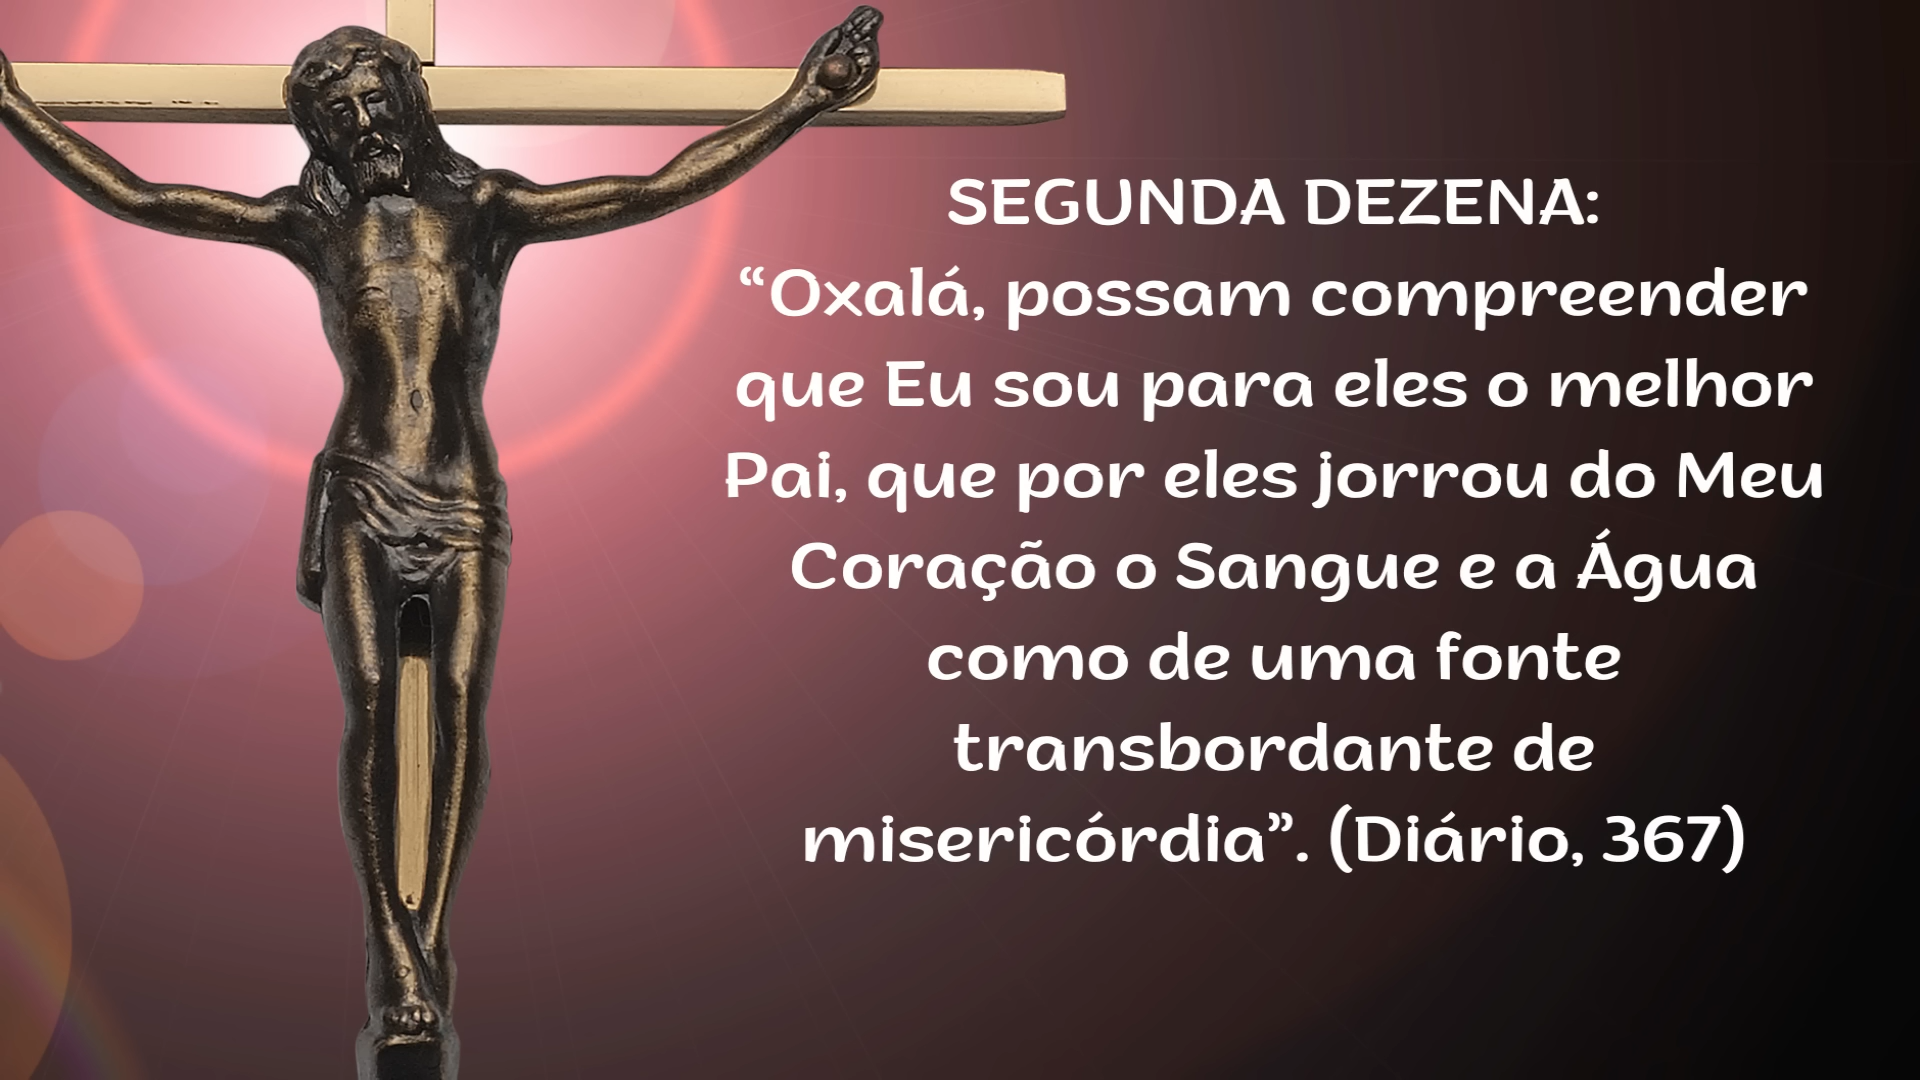 SEGUNDA DEZENA:
“Oxalá, possam compreender
que Eu sou para eles o melhor
Pai, que por eles jorrou do Meu
Coração o Sangue e a Água
como de uma fonte
transbordante de
misericórdia”. (Diário, 367)